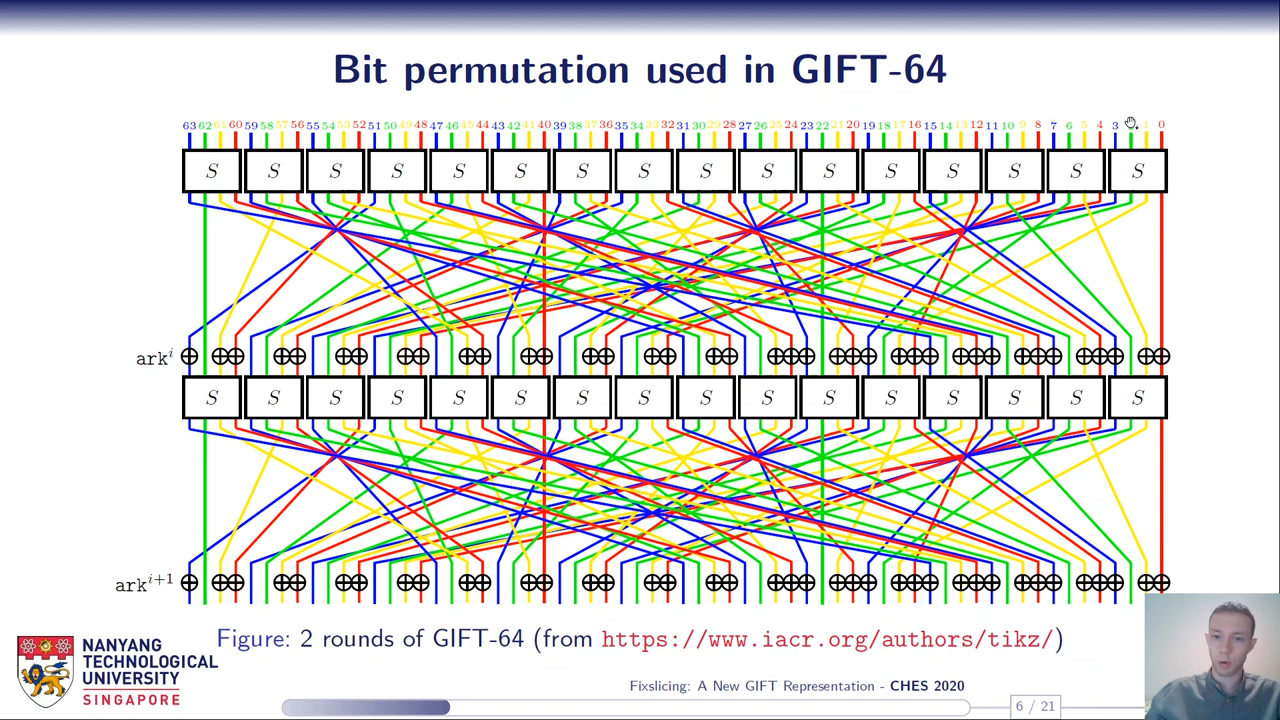 Bit permutation used in GIFT-64
63 62 61 60 59 58 57 56 55 54 53 52 51 50 49 48 47 46 45 44 43 42 41 40 39 38 37 36 35 34 33 32 31 30 29 28 27 26 25 24 23 22 21 20 19 18 17 16 15 14 13 12 11 10 9 8 7 6 5 4 3 1 0
S S S S S S S S S S S S S S S S
ark^i
S S S S S S S S S S S S S S S S
ark^{i+1}
Figure: 2 rounds of GIFT-64 (from https://www.iacr.org/authors/tikz/)
NANYANG
TECHNOLOGICAL
UNIVERSITY
SINGAPORE
Fixslicing: A New GIFT Representation - CHES 2020
6 / 21